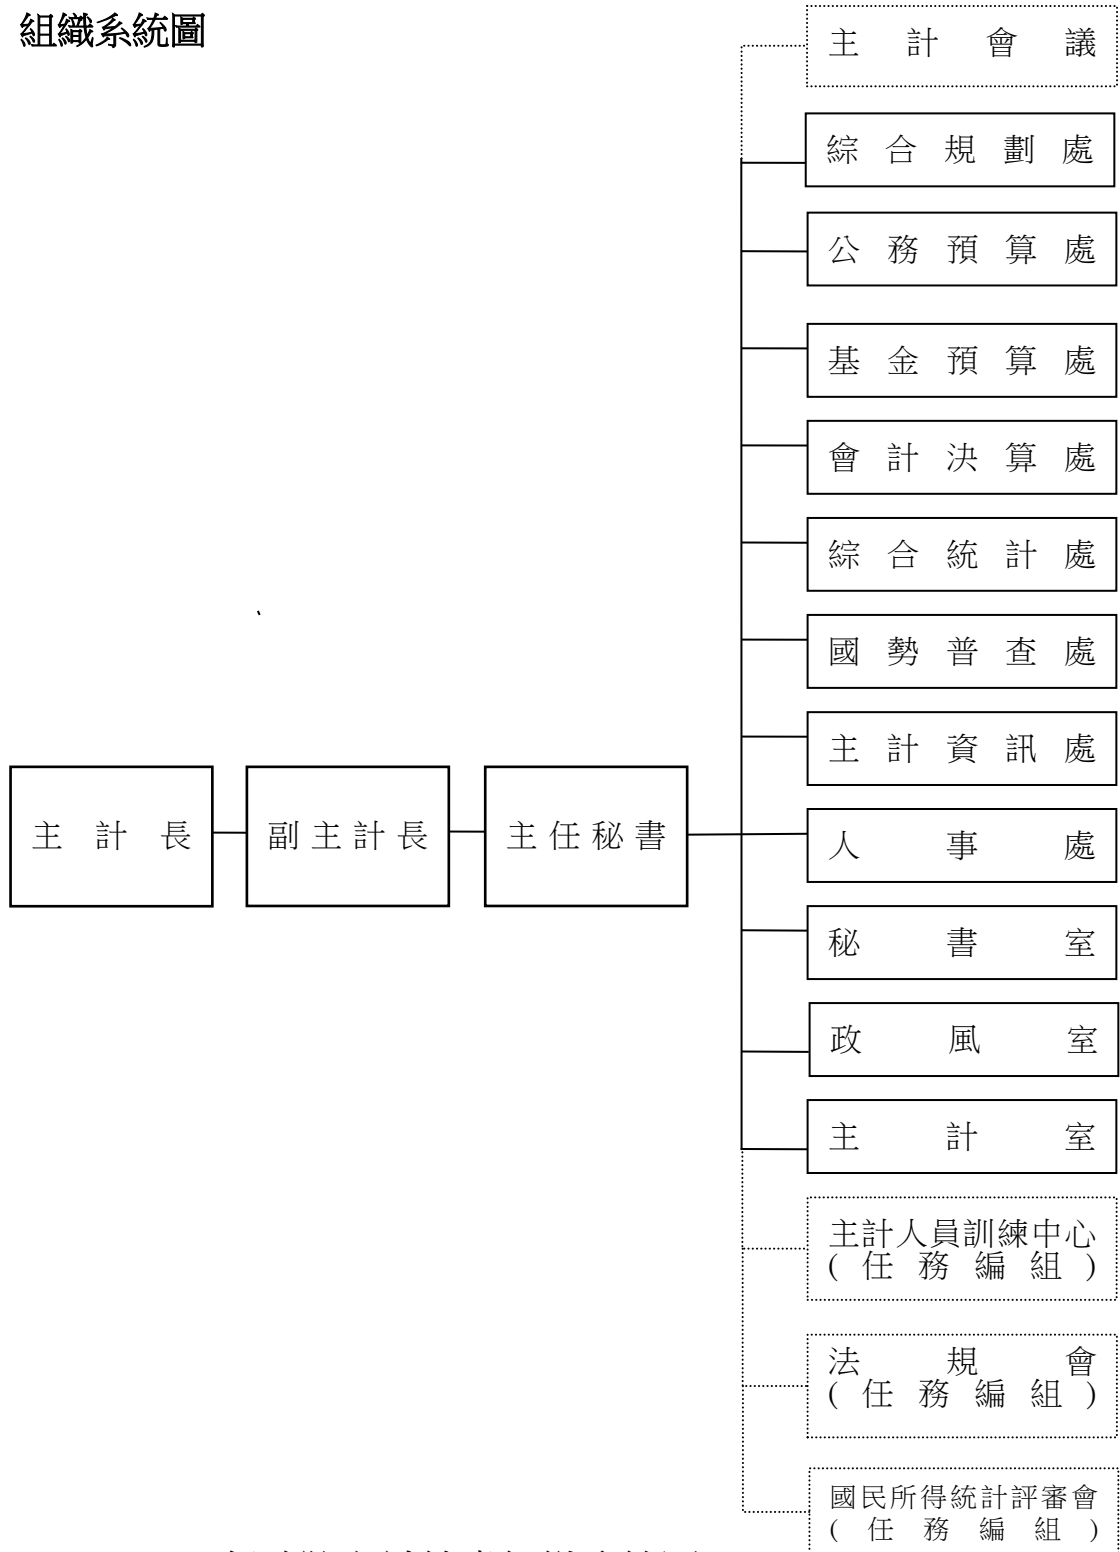 組織系統圖
主計會議
綜合規劃處
公務預算處
基金預算處
會計決算處
綜合統計處
國勢普查處
主計資訊處
主計長
副主計長
主任秘書
人事處
秘書室
政風室
主計室
主計人員訓練中心
(任務編組)
法規會
(任務編組)
國民所得統計評審會
(任務編組)